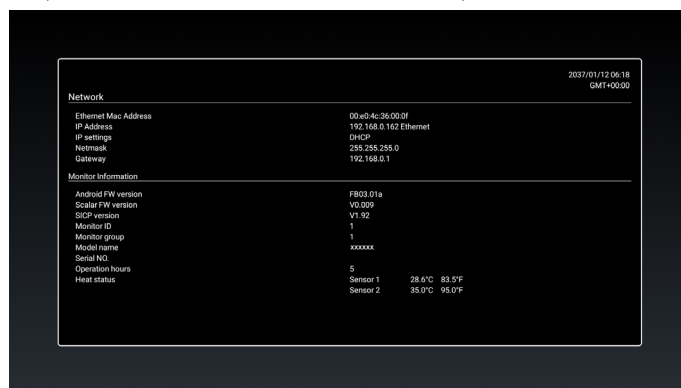 2037/01/12 06:18
GMT+00:00
Network
Ethernet Mac Address 00:e0:4c:36:00:0f
IP Address 192.168.0.162 Ethernet
IP settings DHCP
Netmask 255.255.255.0
Gateway 192.168.0.1
Monitor Information
Android FW version FB03.01a
Scalar FW version V0.009
SICP version V1.92
Monitor ID 1
Monitor group 1
Model name xxxxxx
Serial NO.
Operation hours 5
Heat status Sensor 1 28.6°C 83.5°F
Sensor 2 35.0°C 95.0°F